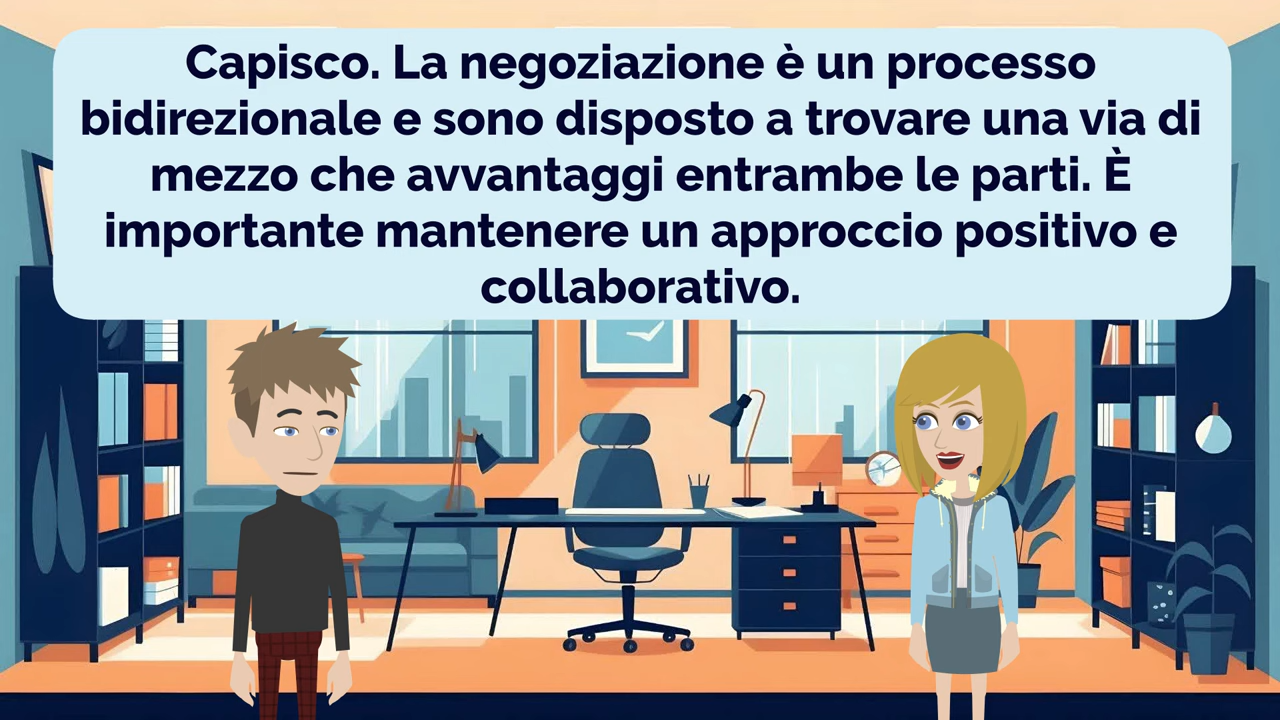 Capisco. La negoziazione è un processo
bidirezionale e sono disposto a trovare una via di
mezzo che avvantaggi entrambe le parti. È
importante mantenere un approccio positivo e
collaborativo.